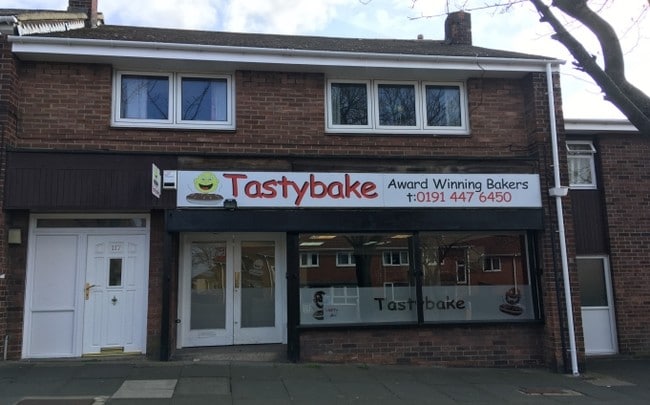 Tastybake
Award Winning Bakers
t:0191 447 6450
Tastybake